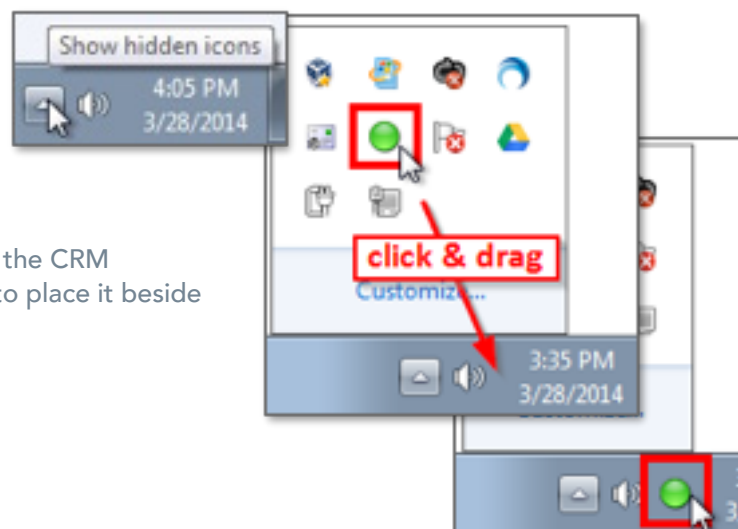 Show hidden icons
4:05 PM
3/28/2014
the CRM
to place it beside
click & drag
Customize...
3:35 PM
3/28/2014